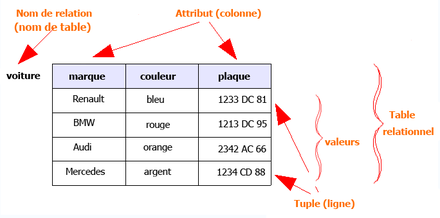 Nom de relation
(nom de table)
Attribut (colonne)
voiture
marque couleur plaque
Renault bleu 1233 DC 81
BMW rouge 1213 DC 95
Audi orange 2342 AC 66
Mercedes argent 1234 CD 88
valeurs
Table
relationnel
Tuple (ligne)